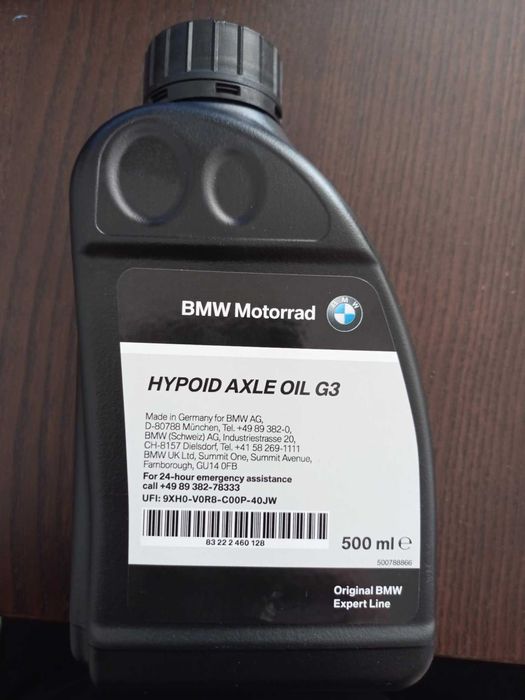 BMW Motorrad
BMW
HYPOID AXLE OIL G3
Made in Germany for BMW AG,
D-80788 München, Tel. +49 89 382-0,
BMW (Schweiz) AG, Industriestrasse 20,
CH-8157 Dielsdorf, Tel. +41 58 269-1111
BMW UK Ltd, Summit One, Summit Avenue,
Farnborough, GU14 0FB
For 24-hour emergency assistance
call +49 89 382-78333
UFI: 9XH0-V0R8-C00P-40JW
83 22 2 460 128
500 ml ℮
500788866
Original BMW
Expert Line